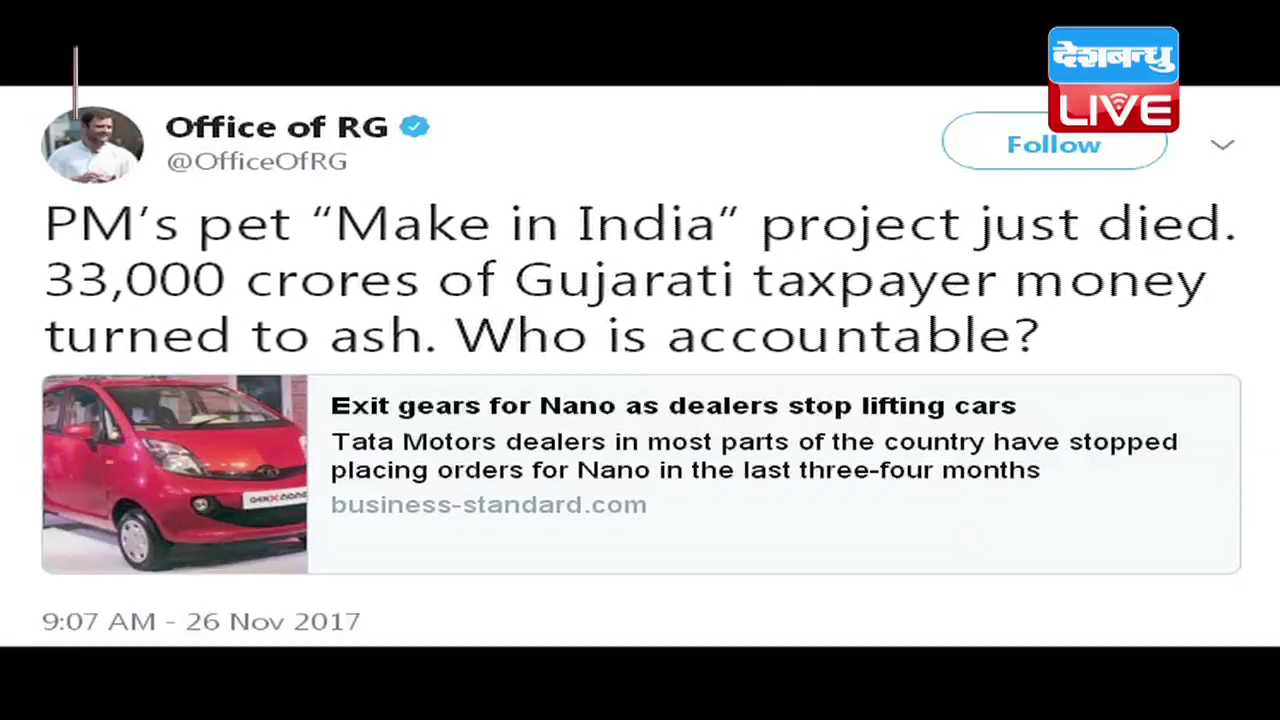 देशबन्धु
LIVE
Office of RG
@OfficeOfRG
Follow
PM’s pet “Make in India” project just died.
33,000 crores of Gujarati taxpayer money
turned to ash. Who is accountable?
Exit gears for Nano as dealers stop lifting cars
Tata Motors dealers in most parts of the country have stopped
placing orders for Nano in the last three-four months
business-standard.com
9:07 AM - 26 Nov 2017